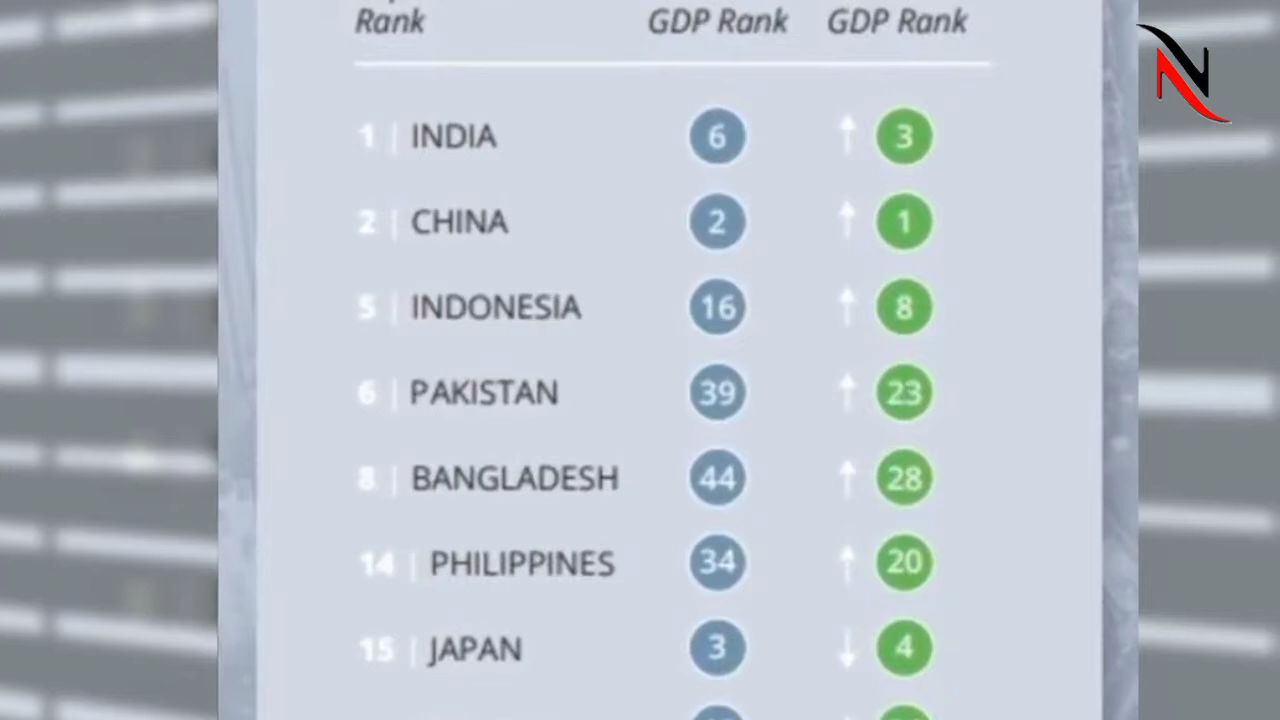 Rank GDP Rank GDP Rank
1 | INDIA 6 ↑ 3
2 | CHINA 2 ↑ 1
5 | INDONESIA 16 ↑ 8
6 | PAKISTAN 39 ↑ 23
8 | BANGLADESH 44 ↑ 28
14 | PHILIPPINES 34 ↑ 20
15 | JAPAN 3 ↓ 4